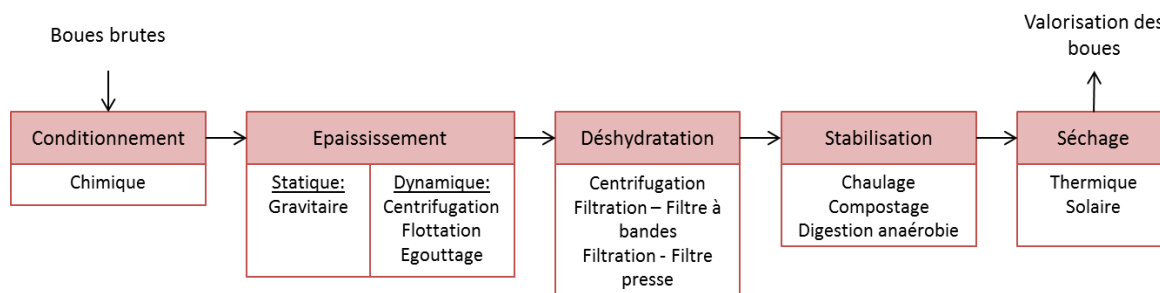 Boues brutes
Valorisation des
boues
Conditionnement
Chimique
Epaississement
Statique:
Gravitaire
Dynamique:
Centrifugation
Flottation
Egouttage
Déshydratation
Centrifugation
Filtration – Filtre à
bandes
Filtration - Filtre
presse
Stabilisation
Chaulage
Compostage
Digestion anaérobie
Séchage
Thermique
Solaire